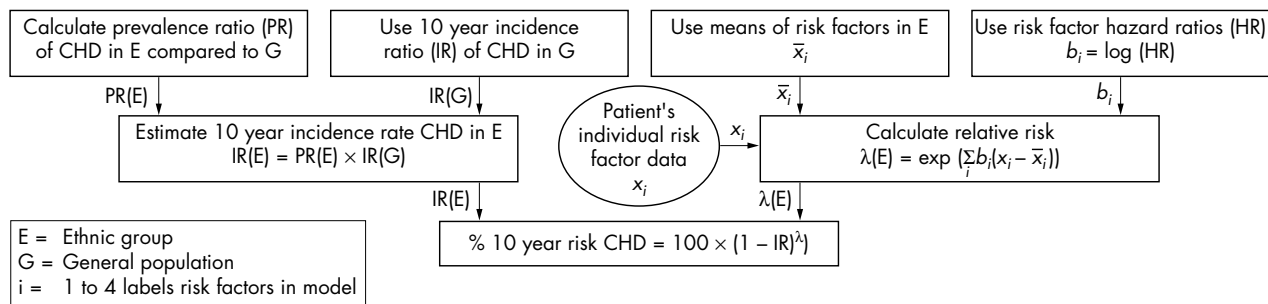 Calculate prevalence ratio (PR)
of CHD in E compared to G
Use 10 year incidence
ratio (IR) of CHD in G
Use means of risk factors in E
x̅ᵢ
Use risk factor hazard ratios (HR)
bᵢ = log (HR)
PR(E)
IR(G)
x̅ᵢ
bᵢ
Estimate 10 year incidence rate CHD in E
IR(E) = PR(E) × IR(G)
Patient's
individual risk
factor data
xᵢ
xᵢ
Calculate relative risk
λ(E) = exp (Σᵢ bᵢ(xᵢ – x̅ᵢ))
IR(E)
λ(E)
% 10 year risk CHD = 100 × (1 – IR)^λ)
E = Ethnic group
G = General population
i = 1 to 4 labels risk factors in model